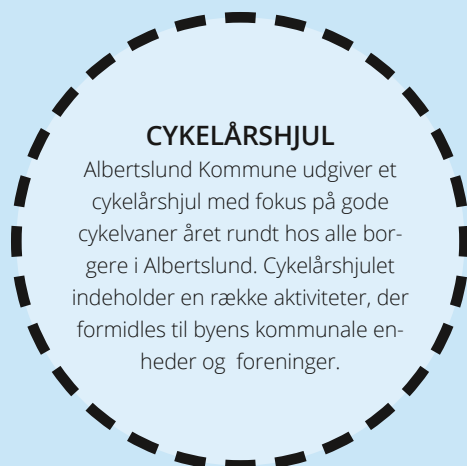 CYKELÅRSHJUL
Albertslund Kommune udgiver et
cykelårshjul med fokus på gode
cykelvaner året rundt hos alle bor-
gere i Albertslund. Cykelårshjulet
indeholder en række aktiviteter, der
formidles til byens kommunale en-
heder og  foreninger.